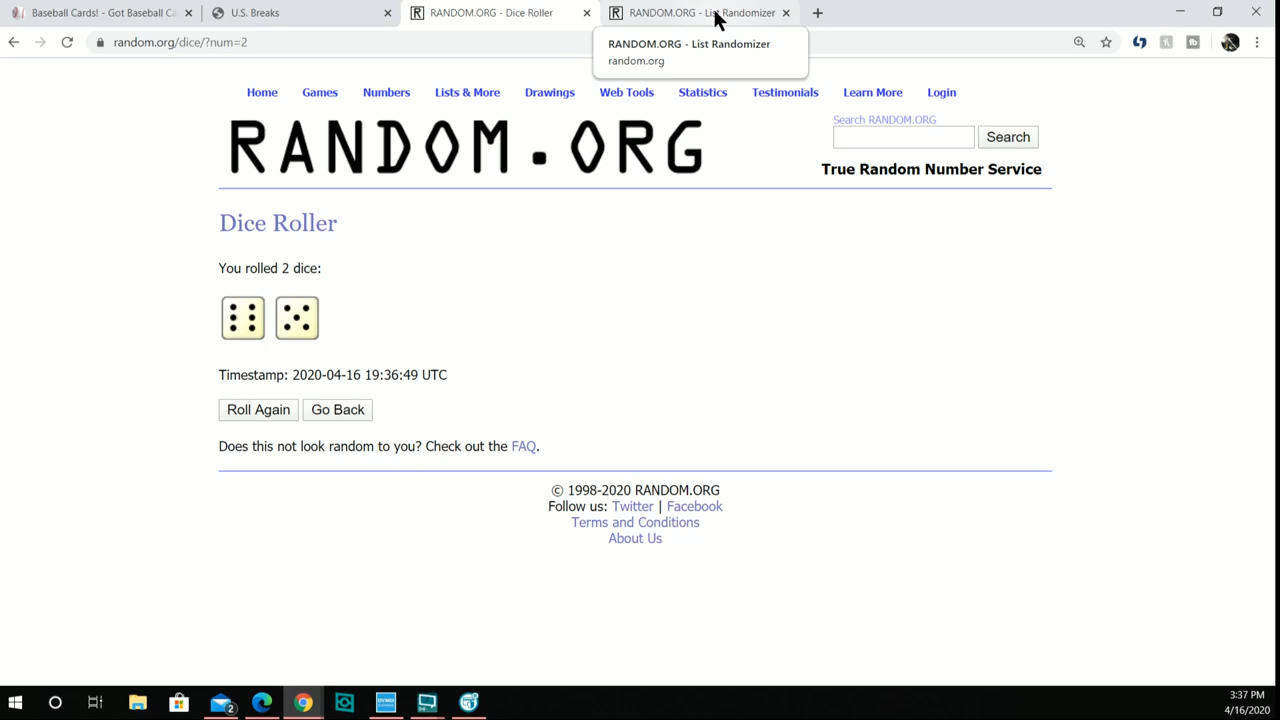 Baseball Cards! - Got Baseball Ca
U.S. Breaks
RANDOM.ORG - Dice Roller
RANDOM.ORG - List Randomizer
random.org/dice/?num=2
RANDOM.ORG - List Randomizer
random.org
Home Games Numbers Lists & More Drawings Web Tools Statistics Testimonials Learn More Login
RANDOM.ORG
Search RANDOM.ORG
Search
True Random Number Service
Dice Roller
You rolled 2 dice:
Timestamp: 2020-04-16 19:36:49 UTC
Roll Again Go Back
Does this not look random to you? Check out the FAQ.
© 1998-2020 RANDOM.ORG
Follow us: Twitter | Facebook
Terms and Conditions
About Us
2
DYMO
3:37 PM
4/16/2020